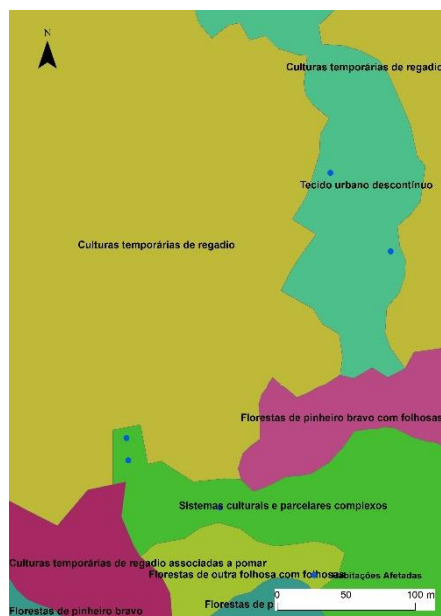 N
Culturas temporárias de regadio
Tecido urbano descontínuo
Culturas temporárias de regadio
Florestas de pinheiro bravo com folhosas
Sistemas culturais e parcelares complexos
Culturas temporárias de regadio associadas a pomar
Florestas de outra folhosa com folhosas
Habitações Afetadas
Florestas de pinheiro bravo
Florestas de p
0 50 100 m